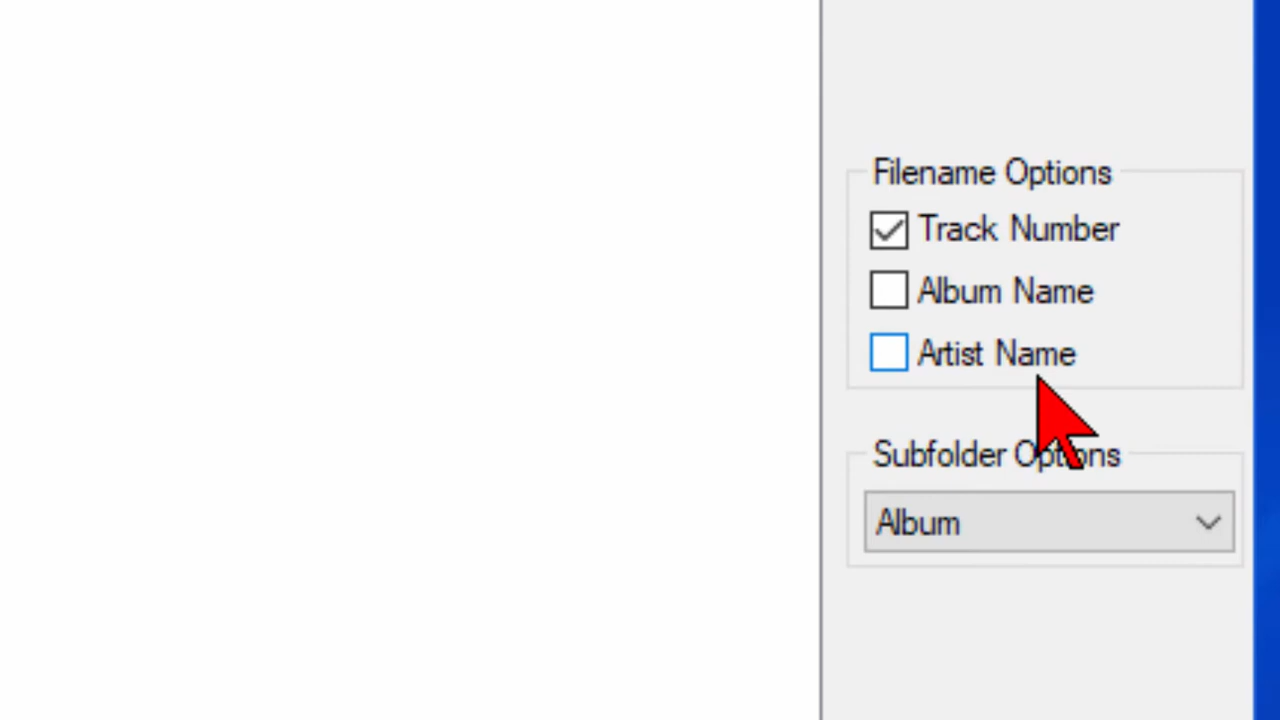 Filename Options
Track Number
Album Name
Artist Name
Subfolder Options
Album